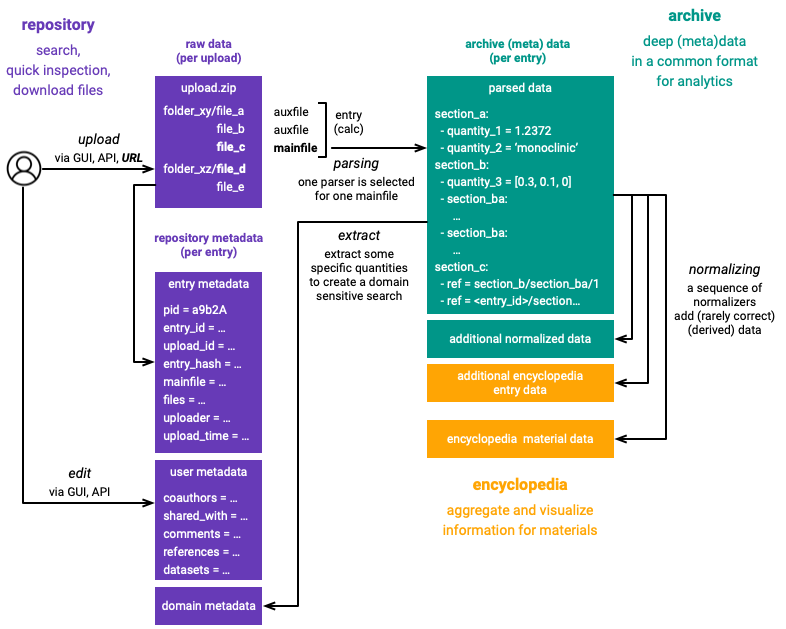 repository
search,
quick inspection,
download files
raw data
(per upload)
upload.zip
folder_xy/file_a
file_b
file_c
folder_xz/file_d
file_e
upload
via GUI, API, URL
auxfile
auxfile
mainfile
entry
(calc)
parsing
one parser is selected
for one mainfile
archive (meta) data
(per entry)
parsed data
section_a:
- quantity_1 = 1.2372
- quantity_2 = ‘monoclinic’
section_b:
- quantity_3 = [0.3, 0.1, 0]
- section_ba:
...
- section_ba:
...
section_c:
- ref = section_b/section_ba/1
- ref = <entry_id>/section...
archive
deep (meta)data
in a common format
for analytics
repository metadata
(per entry)
entry metadata
pid = a9b2A
entry_id = ...
upload_id = ...
entry_hash = ...
mainfile = ...
files = ...
uploader = ...
upload_time = ...
extract
extract some
specific quantities
to create a domain
sensitive search
normalizing
a sequence of
normalizers
add (rarely correct)
(derived) data
additional normalized data
additional encyclopedia
entry data
encyclopedia material data
encyclopedia
aggregate and visualize
information for materials
edit
via GUI, API
user metadata
coauthors = ...
shared_with = ...
comments = ...
references = ...
datasets = ...
domain metadata